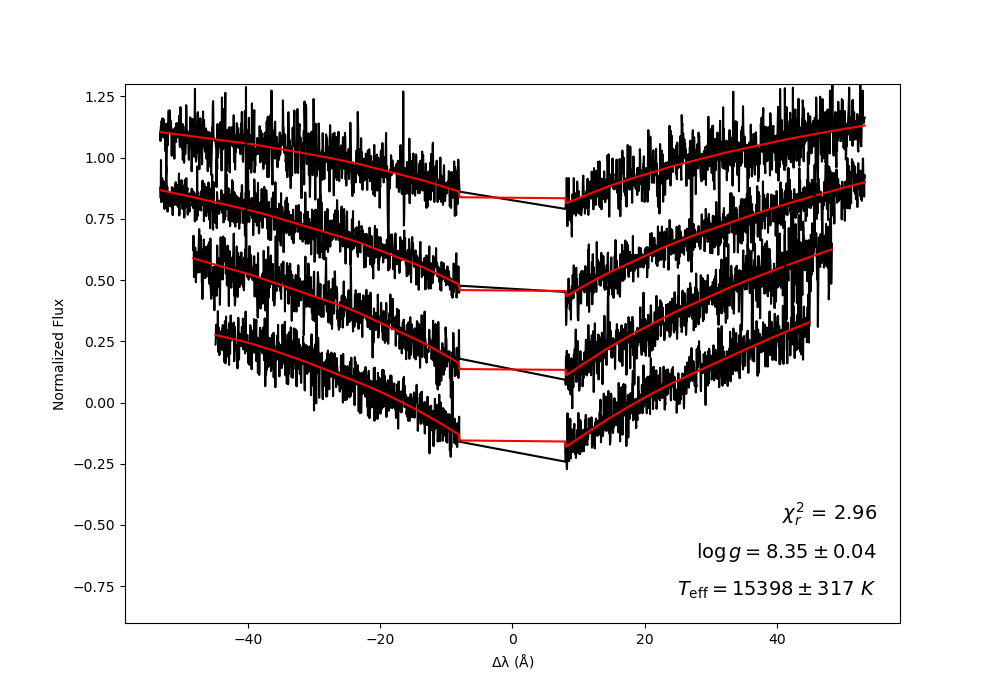 1.25
1.00
0.75
0.50
0.25
0.00
−0.25
−0.50
−0.75
Normalized Flux
χ²ᵣ = 2.96
log g = 8.35 ± 0.04
T_eff = 15398 ± 317 K
−40 −20 0 20 40
Δλ (Å)